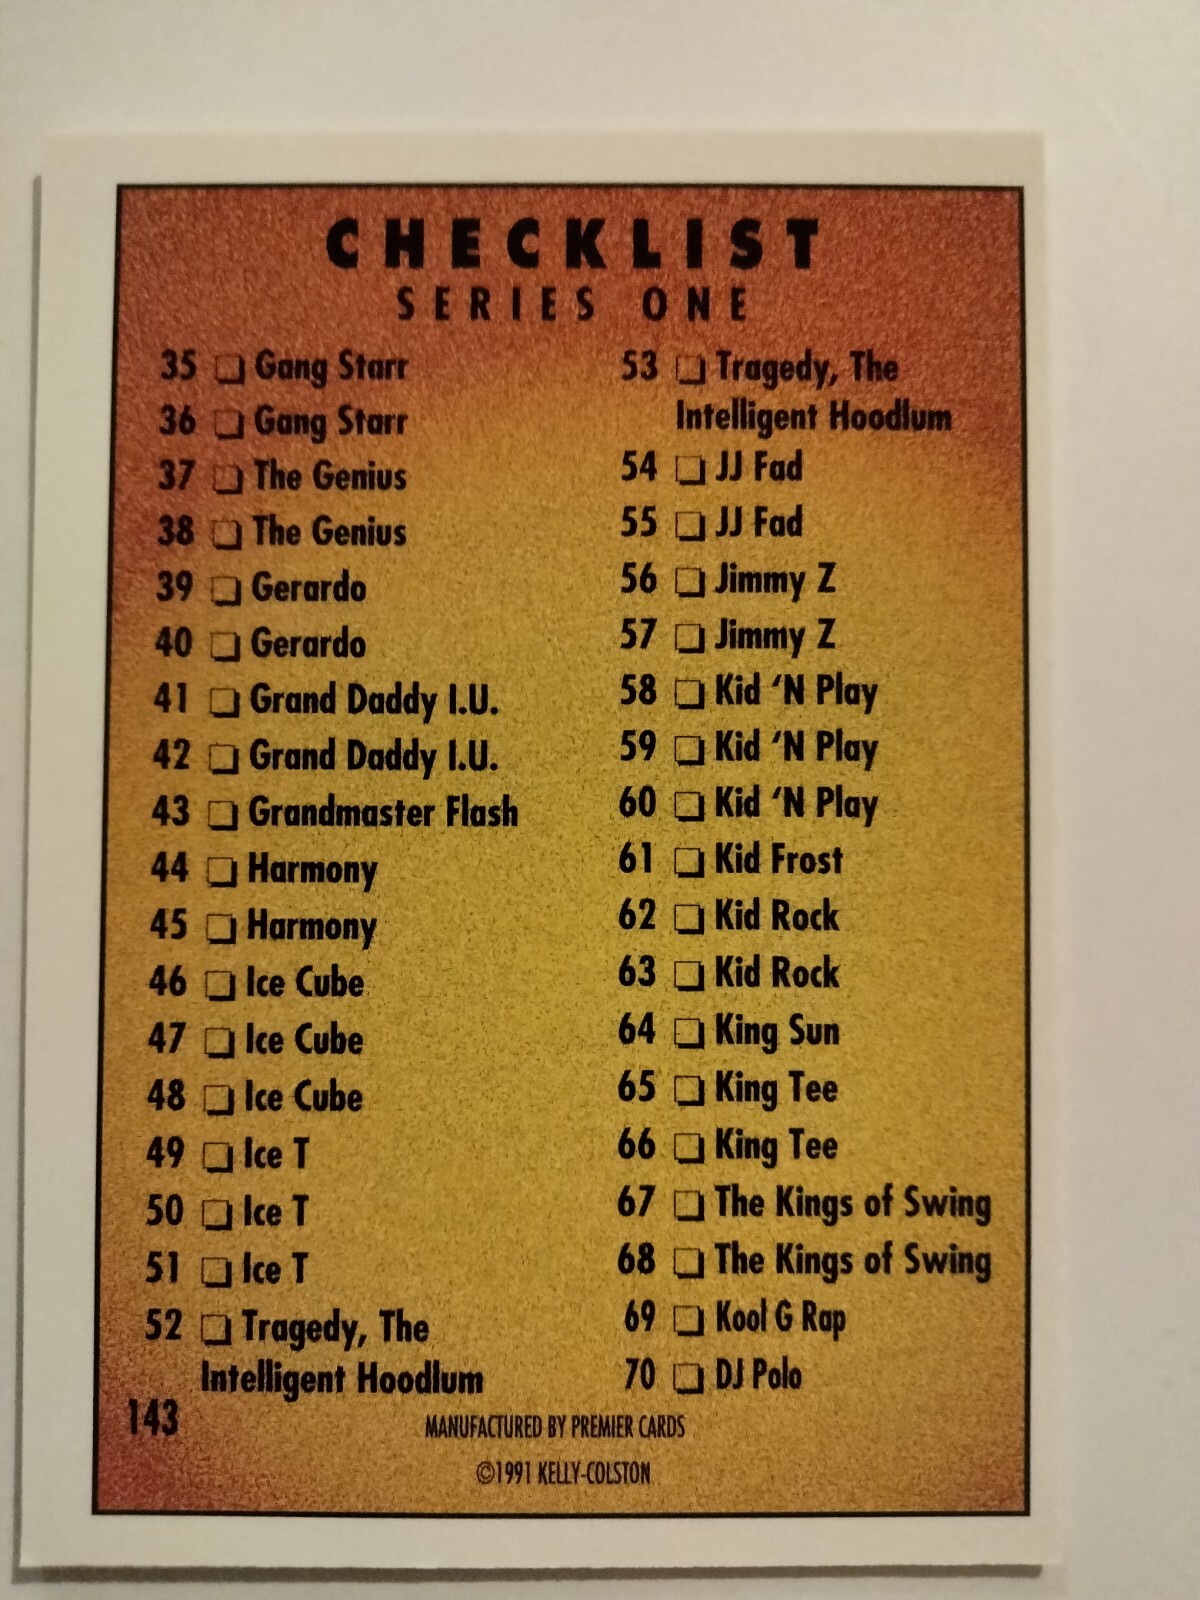 CHECKLIST
SERIES ONE
35 ❏ Gang Starr
36 ❏ Gang Starr
37 ❏ The Genius
38 ❏ The Genius
39 ❏ Gerardo
40 ❏ Gerardo
41 ❏ Grand Daddy I.U.
42 ❏ Grand Daddy I.U.
43 ❏ Grandmaster Flash
44 ❏ Harmony
45 ❏ Harmony
46 ❏ Ice Cube
47 ❏ Ice Cube
48 ❏ Ice Cube
49 ❏ Ice T
50 ❏ Ice T
51 ❏ Ice T
52 ❏ Tragedy, The
Intelligent Hoodlum
53 ❏ Tragedy, The
Intelligent Hoodlum
54 ❏ JJ Fad
55 ❏ JJ Fad
56 ❏ Jimmy Z
57 ❏ Jimmy Z
58 ❏ Kid ‘N Play
59 ❏ Kid ‘N Play
60 ❏ Kid ‘N Play
61 ❏ Kid Frost
62 ❏ Kid Rock
63 ❏ Kid Rock
64 ❏ King Sun
65 ❏ King Tee
66 ❏ King Tee
67 ❏ The Kings of Swing
68 ❏ The Kings of Swing
69 ❏ Kool G Rap
70 ❏ DJ Polo
143
MANUFACTURED BY PREMIER CARDS
©1991 KELLY-COLSTON